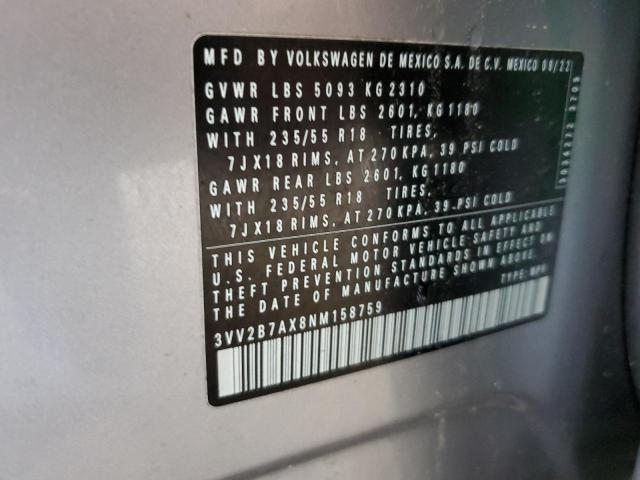 MFD BY VOLKSWAGEN DE MEXICO S.A. DE C.V. MEXICO 08/22
GVWR LBS 5093 KG 2310
GAWR FRONT LBS 2601, KG 1180
WITH 235/55 R18 TIRES,
7JX18 RIMS, AT 270 KPA, 39 PSI COLD
GAWR REAR LBS 2601, KG 1180
WITH 235/55 R18 TIRES,
7JX18 RIMS, AT 270 KPA, 39 PSI COLD
THIS VEHICLE CONFORMS TO ALL APPLICABLE
U.S. FEDERAL MOTOR VEHICLE SAFETY AND
THEFT PREVENTION STANDARDS IN EFFECT ON
THE DATE OF MANUFACTURE SHOWN ABOVE.
TYPE: MPV
3VV2B7AX8NM158759